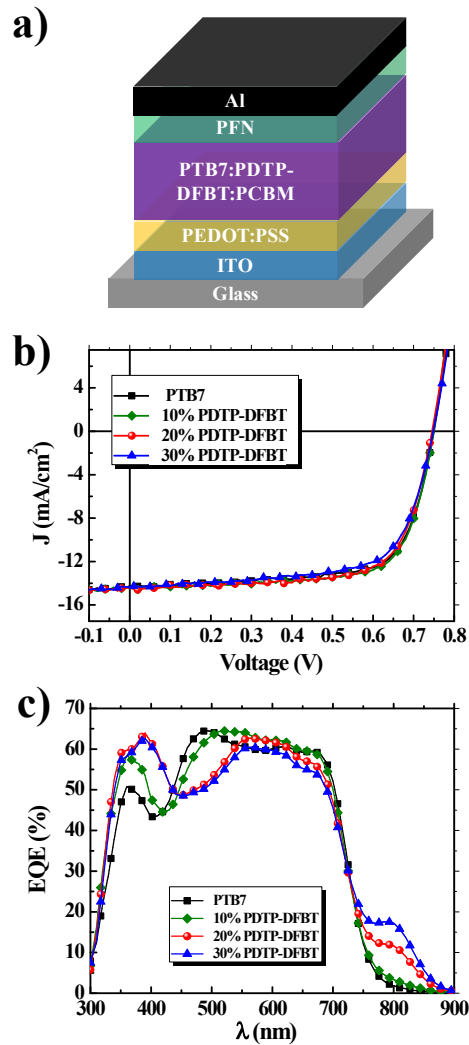 a)
Al
PFN
PTB7:PDTP-
DFBT:PCBM
PEDOT:PSS
ITO
Glass
b)
PTB7
10% PDTP-DFBT
20% PDTP-DFBT
30% PDTP-DFBT
J (mA/cm²)
4
0
-4
-8
-12
-16
-0.1 0.0 0.1 0.2 0.3 0.4 0.5 0.6 0.7 0.8
Voltage (V)
c)
EQE (%)
70
60
50
40
30
20
10
0
PTB7
10% PDTP-DFBT
20% PDTP-DFBT
30% PDTP-DFBT
300 400 500 600 700 800 900
λ (nm)